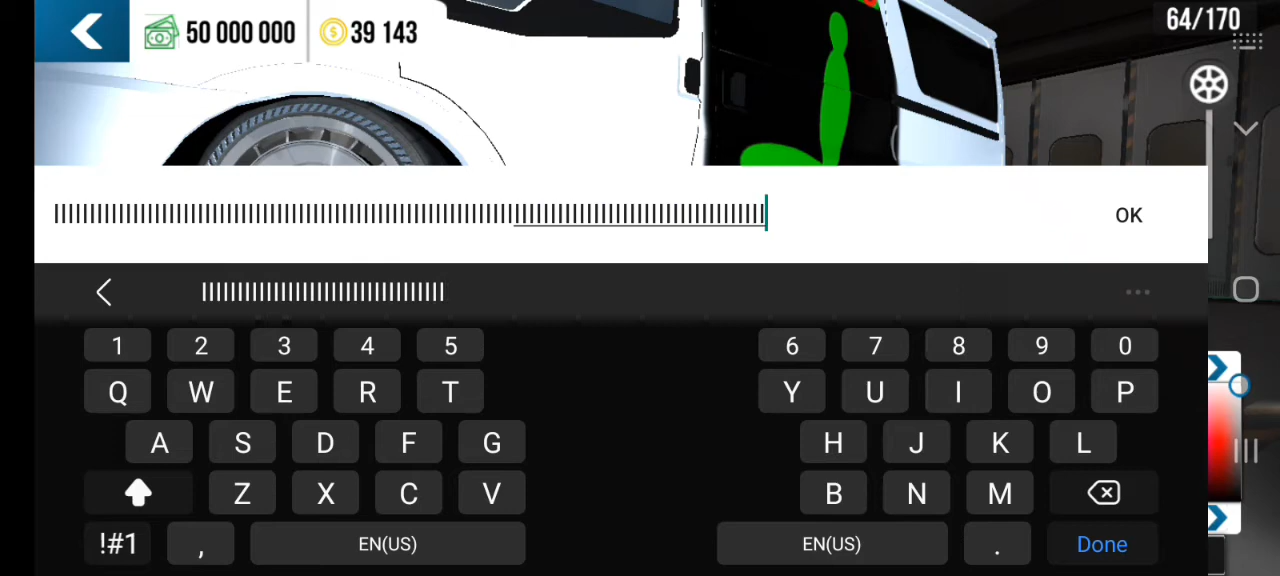 50 000 000
39 143
64/170
OK
1 2 3 4 5 6 7 8 9 0
Q W E R T Y U I O P
A S D F G H J K L
Z X C V B N M
!#1 , EN(US) EN(US) . Done